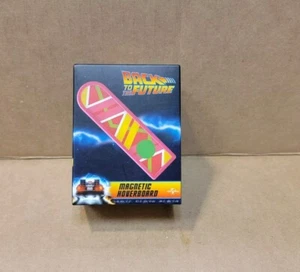 BACK
TO THE
FUTURE
MAGNETIC
HOVERBOARD